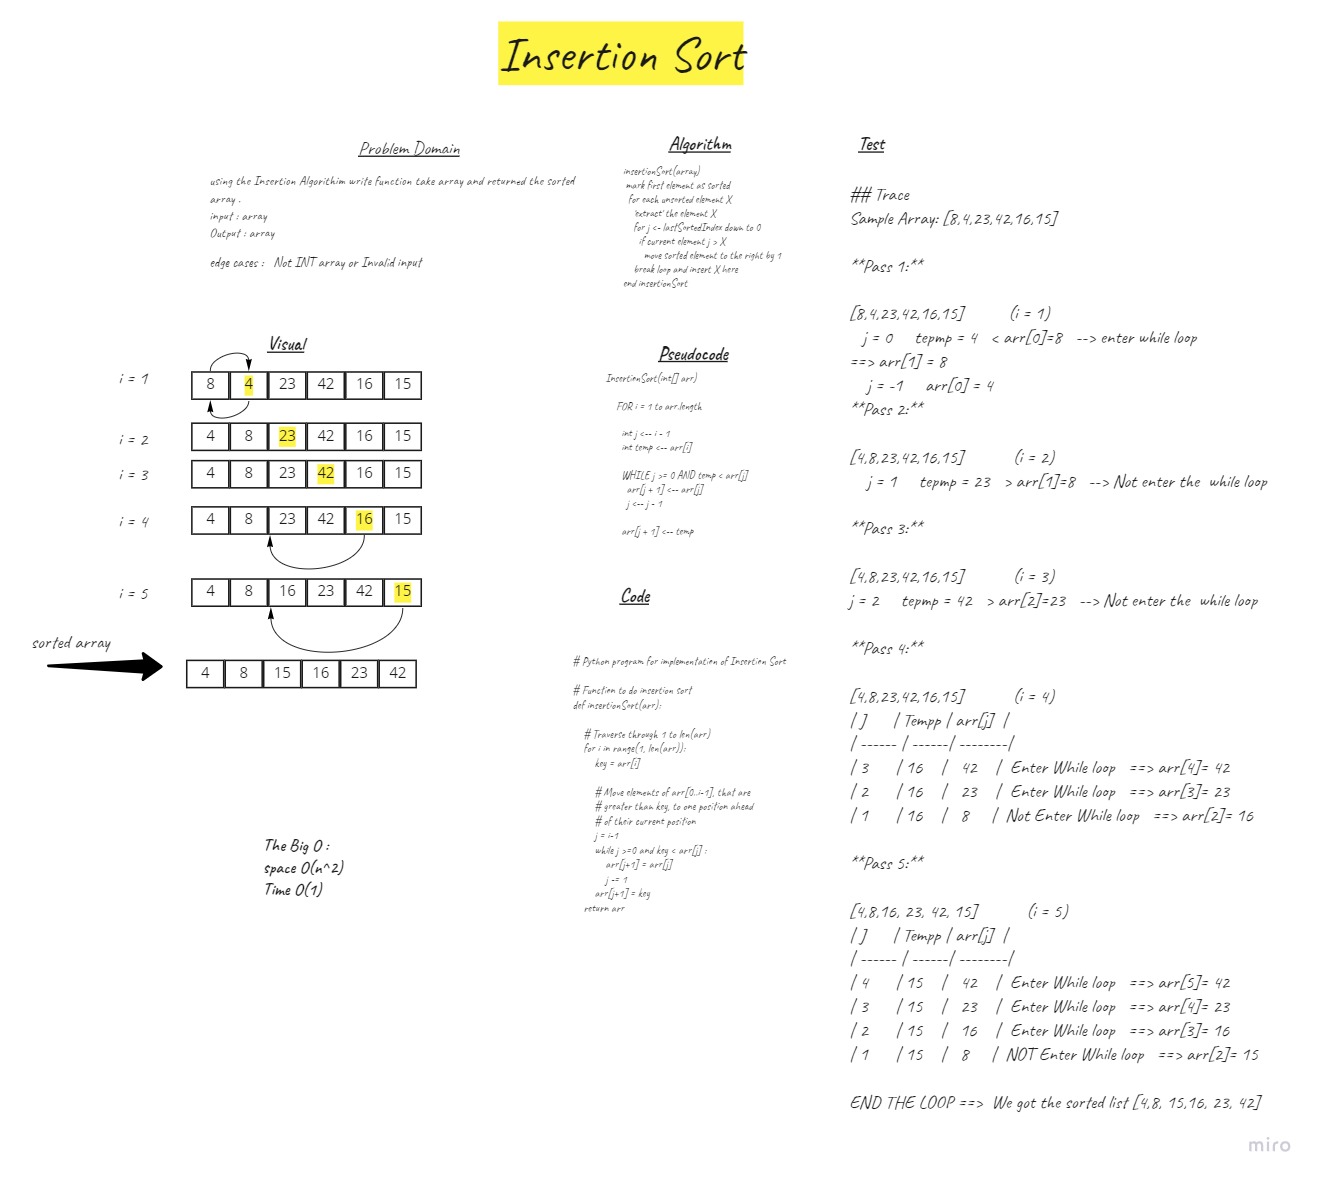 Insertion Sort
Problem Domain
using the Insertion Algorithim write function take array and returned the sorted
array .
input : array
Output : array
edge cases : Not INT array or Invalid input
Visual
i = 1
8 4 23 42 16 15
i = 2
4 8 23 42 16 15
i = 3
4 8 23 42 16 15
i = 4
4 8 23 42 16 15
i = 5
4 8 16 23 42 15
sorted array
4 8 15 16 23 42
The Big O :
space O(n^2)
Time O(1)
Algorithm
insertionSort(array)
mark first element as sorted
for each unsorted element X
'extract' the element X
for j <- lastSortedIndex down to 0
if current element j > X
move sorted element to the right by 1
break loop and insert X here
end insertionSort
Pseudocode
InsertionSort(int[] arr)
FOR i = 1 to arr.length
int j <-- i - 1
int temp <-- arr[i]
WHILE j >= 0 AND temp < arr[j]
arr[j + 1] <-- arr[j]
j <-- j - 1
arr[j + 1] <-- temp
Code
# Python program for implementation of Insertion Sort
# Function to do insertion sort
def insertionSort(arr):
# Traverse through 1 to len(arr)
for i in range(1, len(arr)):
key = arr[i]
# Move elements of arr[0..i-1], that are
# greater than key, to one position ahead
# of their current position
j = i-1
while j >=0 and key < arr[j] :
arr[j+1] = arr[j]
j -= 1
arr[j+1] = key
return arr
Test
## Trace
Sample Array: [8,4,23,42,16,15]
**Pass 1:**
[8,4,23,42,16,15] (i = 1)
j = 0 tepmp = 4 < arr[0]=8 --> enter while loop
==> arr[1] = 8
j = -1 arr[0] = 4
**Pass 2:**
[4,8,23,42,16,15] (i = 2)
j = 1 tepmp = 23 > arr[1]=8 --> Not enter the while loop
**Pass 3:**
[4,8,23,42,16,15] (i = 3)
j = 2 tepmp = 42 > arr[2]=23 --> Not enter the while loop
**Pass 4:**
[4,8,23,42,16,15] (i = 4)
| J | Tempp | arr[j] |
| ------ | ------| --------|
| 3 | 16 | 42 | Enter While loop ==> arr[4]= 42
| 2 | 16 | 23 | Enter While loop ==> arr[3]= 23
| 1 | 16 | 8 | Not Enter While loop ==> arr[2]= 16
**Pass 5:**
[4,8,16, 23, 42, 15] (i = 5)
| J | Tempp | arr[j] |
| ------ | ------| --------|
| 4 | 15 | 42 | Enter While loop ==> arr[5]= 42
| 3 | 15 | 23 | Enter While loop ==> arr[4]= 23
| 2 | 15 | 16 | Enter While loop ==> arr[3]= 16
| 1 | 15 | 8 | NOT Enter While loop ==> arr[2]= 15
END THE LOOP ==> We got the sorted list [4,8, 15,16, 23, 42]
miro